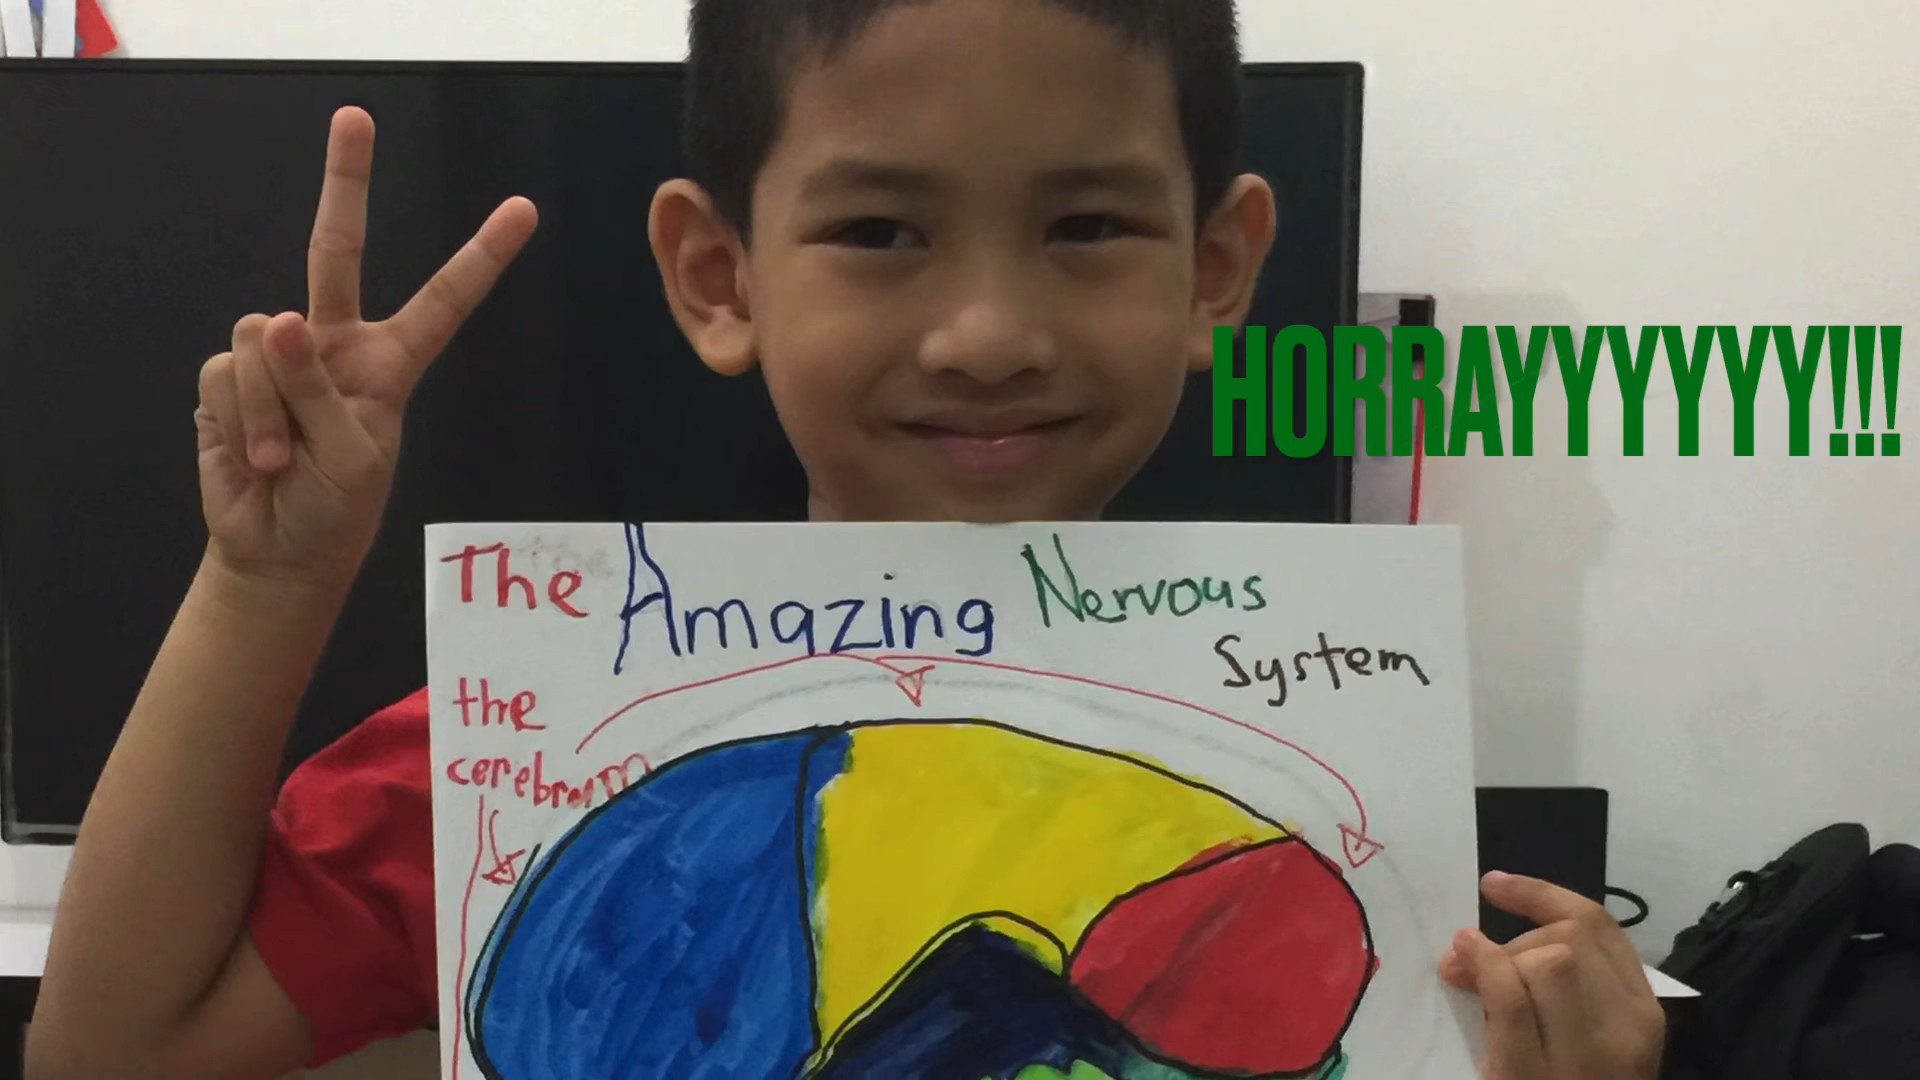 HORRAYYYYYY!!!
The Amazing Nervous
System
the
cerebrum